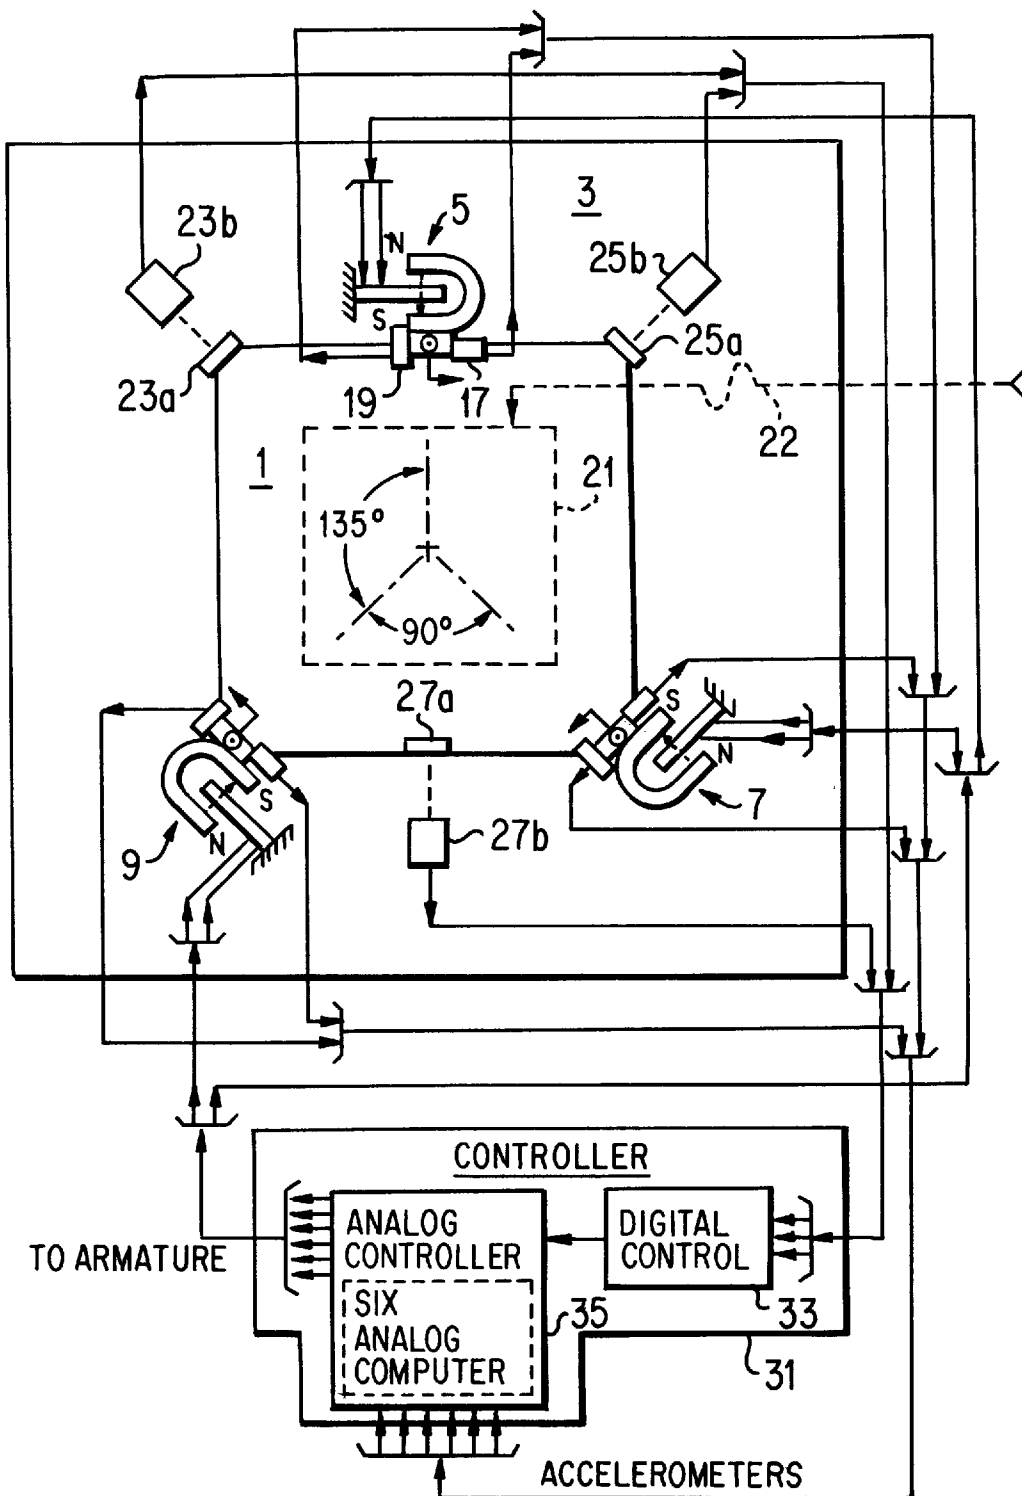 3
5
N
23b
25b
S
23a
19
17
25a
22
1
21
135°
90°
27a
S
N
7
S
N
9
27b
CONTROLLER
ANALOG
CONTROLLER
DIGITAL
CONTROL
TO ARMATURE
SIX
ANALOG
COMPUTER
35
33
31
ACCELEROMETERS